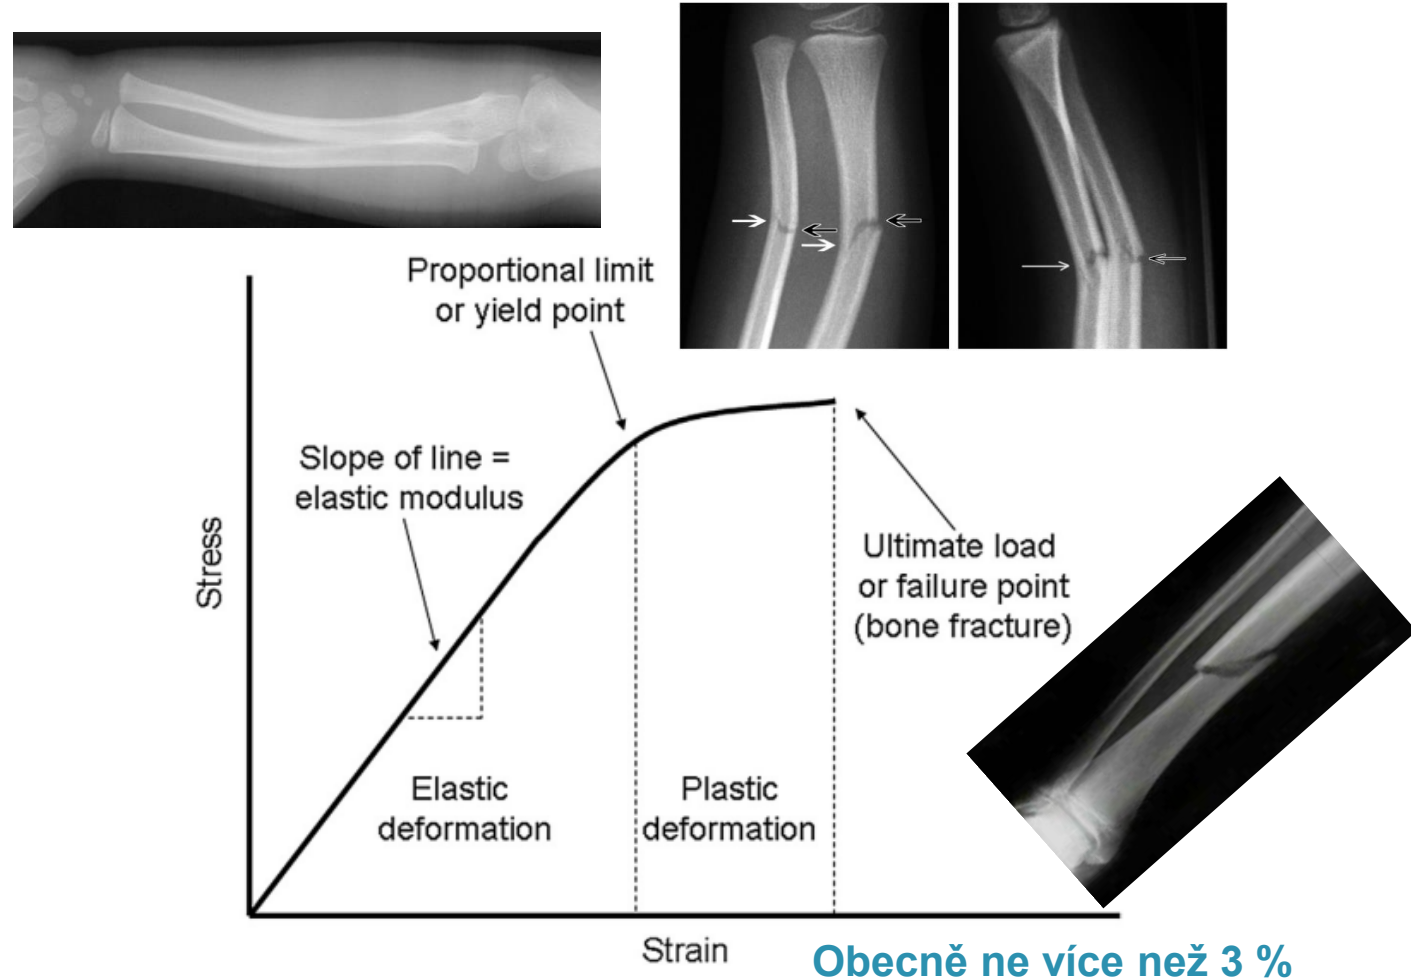 Proportional limit
or yield point
Slope of line =
elastic modulus
Stress
Ultimate load
or failure point
(bone fracture)
Elastic
deformation
Plastic
deformation
Strain
Obecně ne více než 3 %